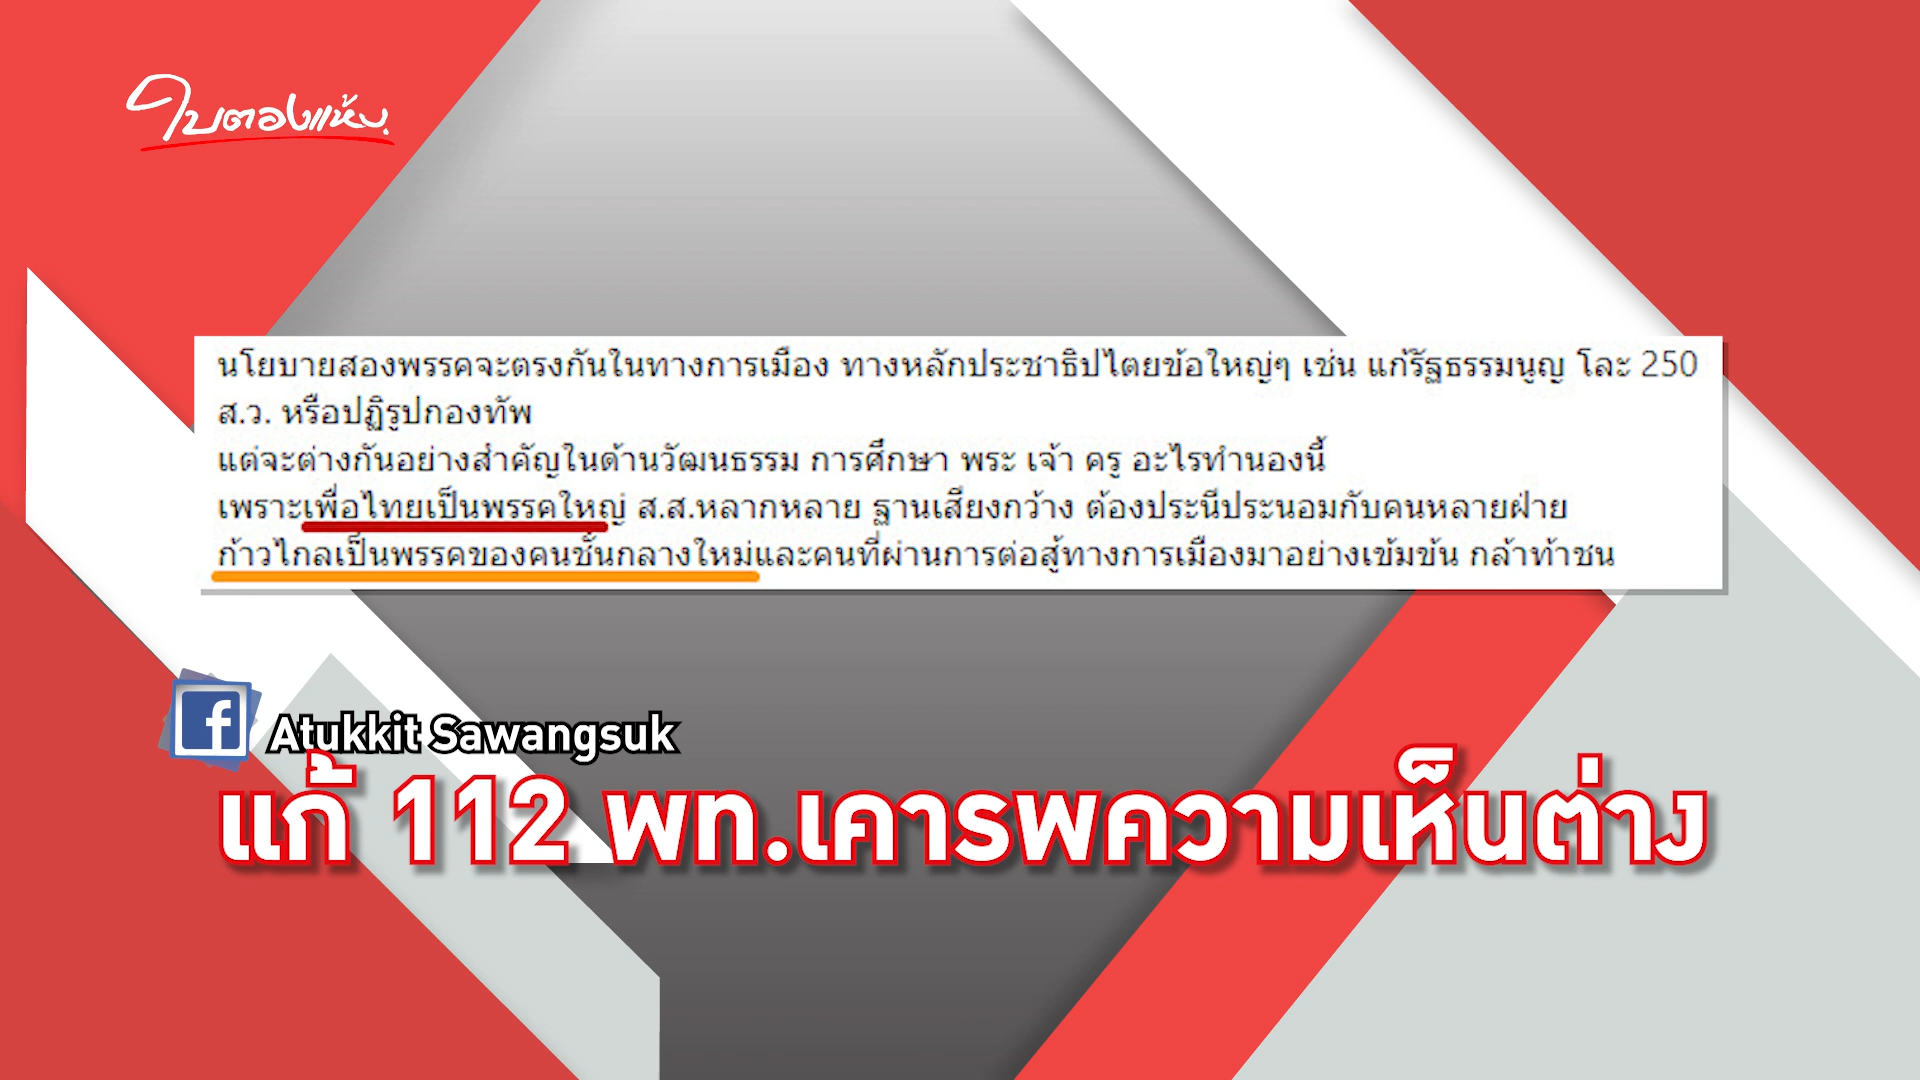 ใบตองแห้ง
นโยบายสองพรรคจะตรงกันในทางการเมือง ทางหลักประชาธิปไตยข้อใหญ่ๆ เช่น แก้รัฐธรรมนูญ โละ 250
ส.ว. หรือปฏิรูปกองทัพ
แต่จะต่างกันอย่างสำคัญในด้านวัฒนธรรม การศึกษา พระ เจ้า ครู อะไรทำนองนี้
เพราะเพื่อไทยเป็นพรรคใหญ่ ส.ส.หลากหลาย ฐานเสียงกว้าง ต้องประนีประนอมกับคนหลายฝ่าย
ก้าวไกลเป็นพรรคของคนชั้นกลางใหม่และคนที่ผ่านการต่อสู้ทางการเมืองมาอย่างเข้มข้น กล้าท้าชน
f Atukkit Sawangsuk
แก้ 112 พท.เคารพความเห็นต่าง